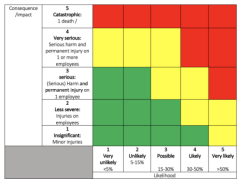 Consequence
/impact
5
Catastrophic:
1 death /
4
Very serious:
Serious harm and
permanent injury on
1 or more
employees
3
serious:
(Serious) Harm and
permanent injury on
1 employee
2
Less severe:
Injuries on
employees
1
Insignificant:
Minor injuries
1
Very
unlikely
<5%
2
Unlikely
5-15%
3
Possible
15-30%
4
Likely
30-50%
5
Very likely
>50%
Likelihood